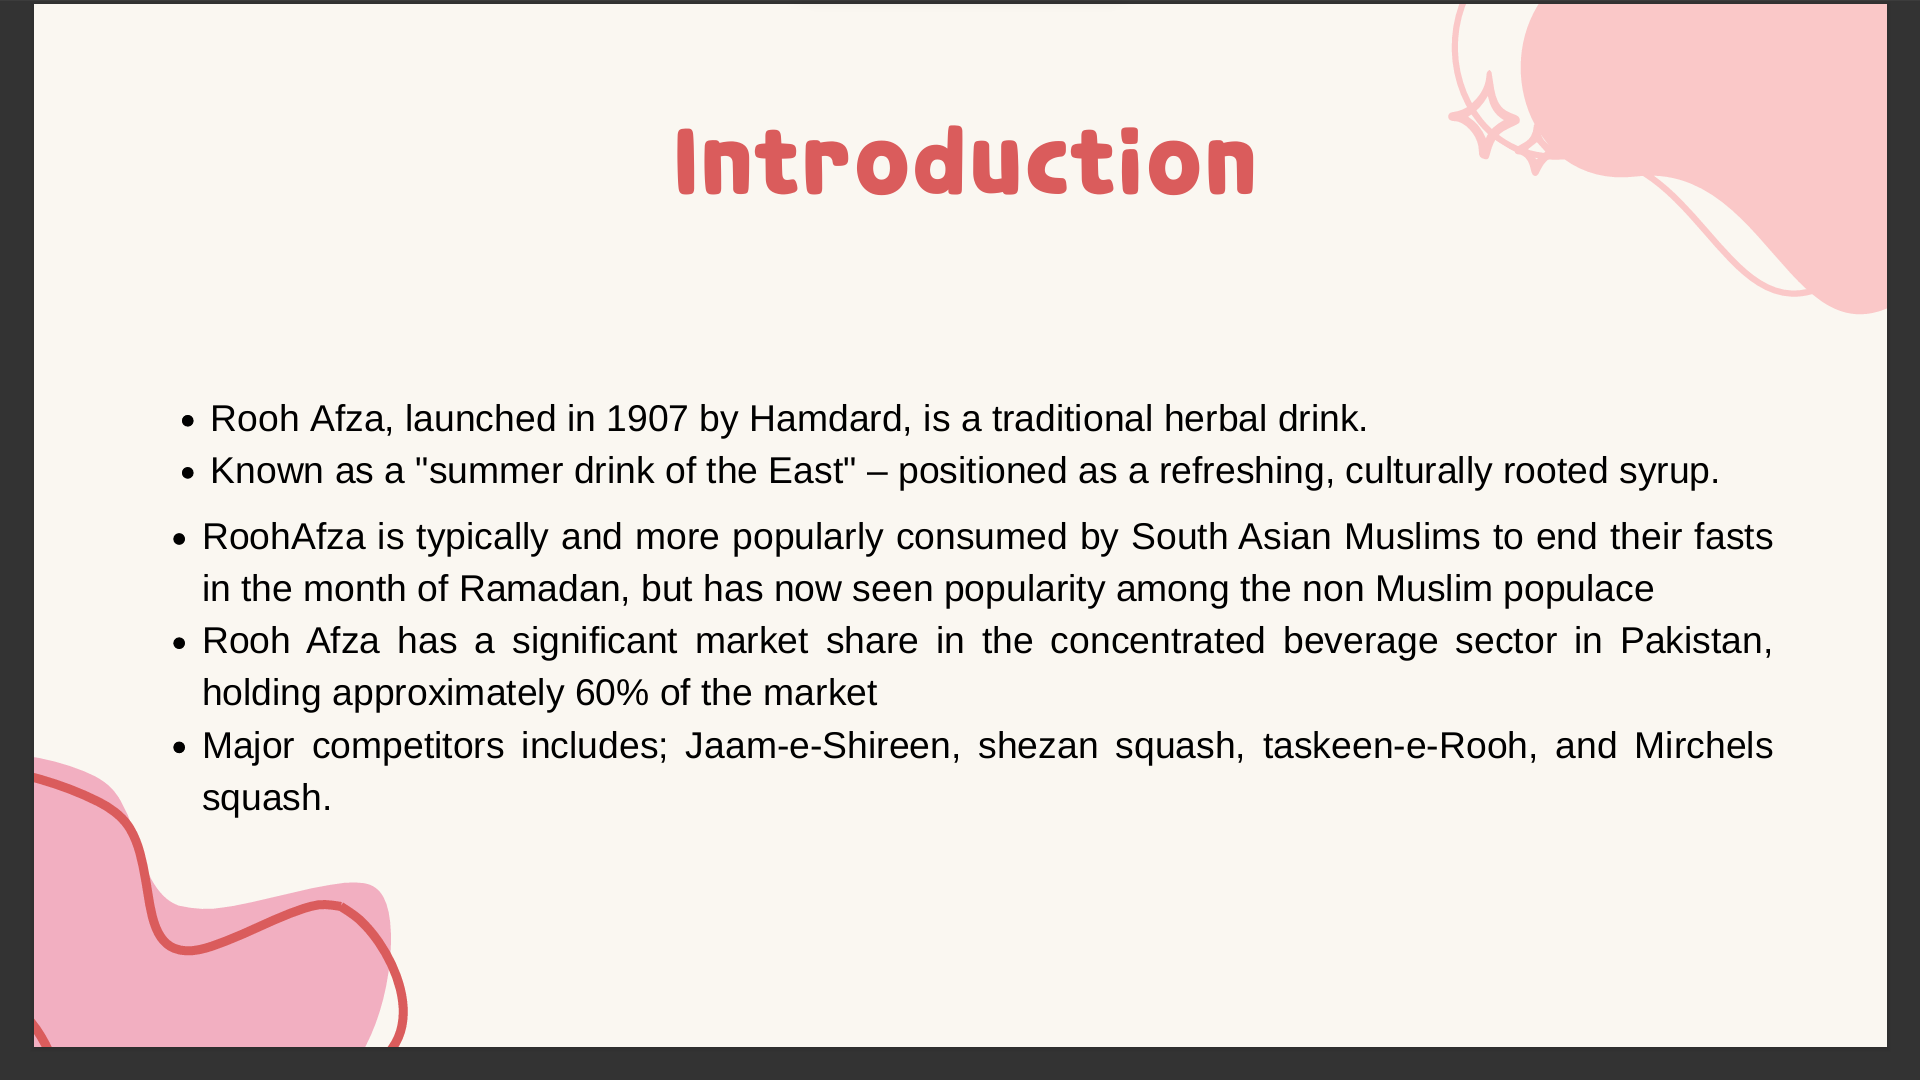 Introduction
• Rooh Afza, launched in 1907 by Hamdard, is a traditional herbal drink.
• Known as a "summer drink of the East" – positioned as a refreshing, culturally rooted syrup.
• RoohAfza is typically and more popularly consumed by South Asian Muslims to end their fasts
in the month of Ramadan, but has now seen popularity among the non Muslim populace
• Rooh Afza has a significant market share in the concentrated beverage sector in Pakistan,
holding approximately 60% of the market
• Major competitors includes; Jaam-e-Shireen, shezan squash, taskeen-e-Rooh, and Mirchels
squash.